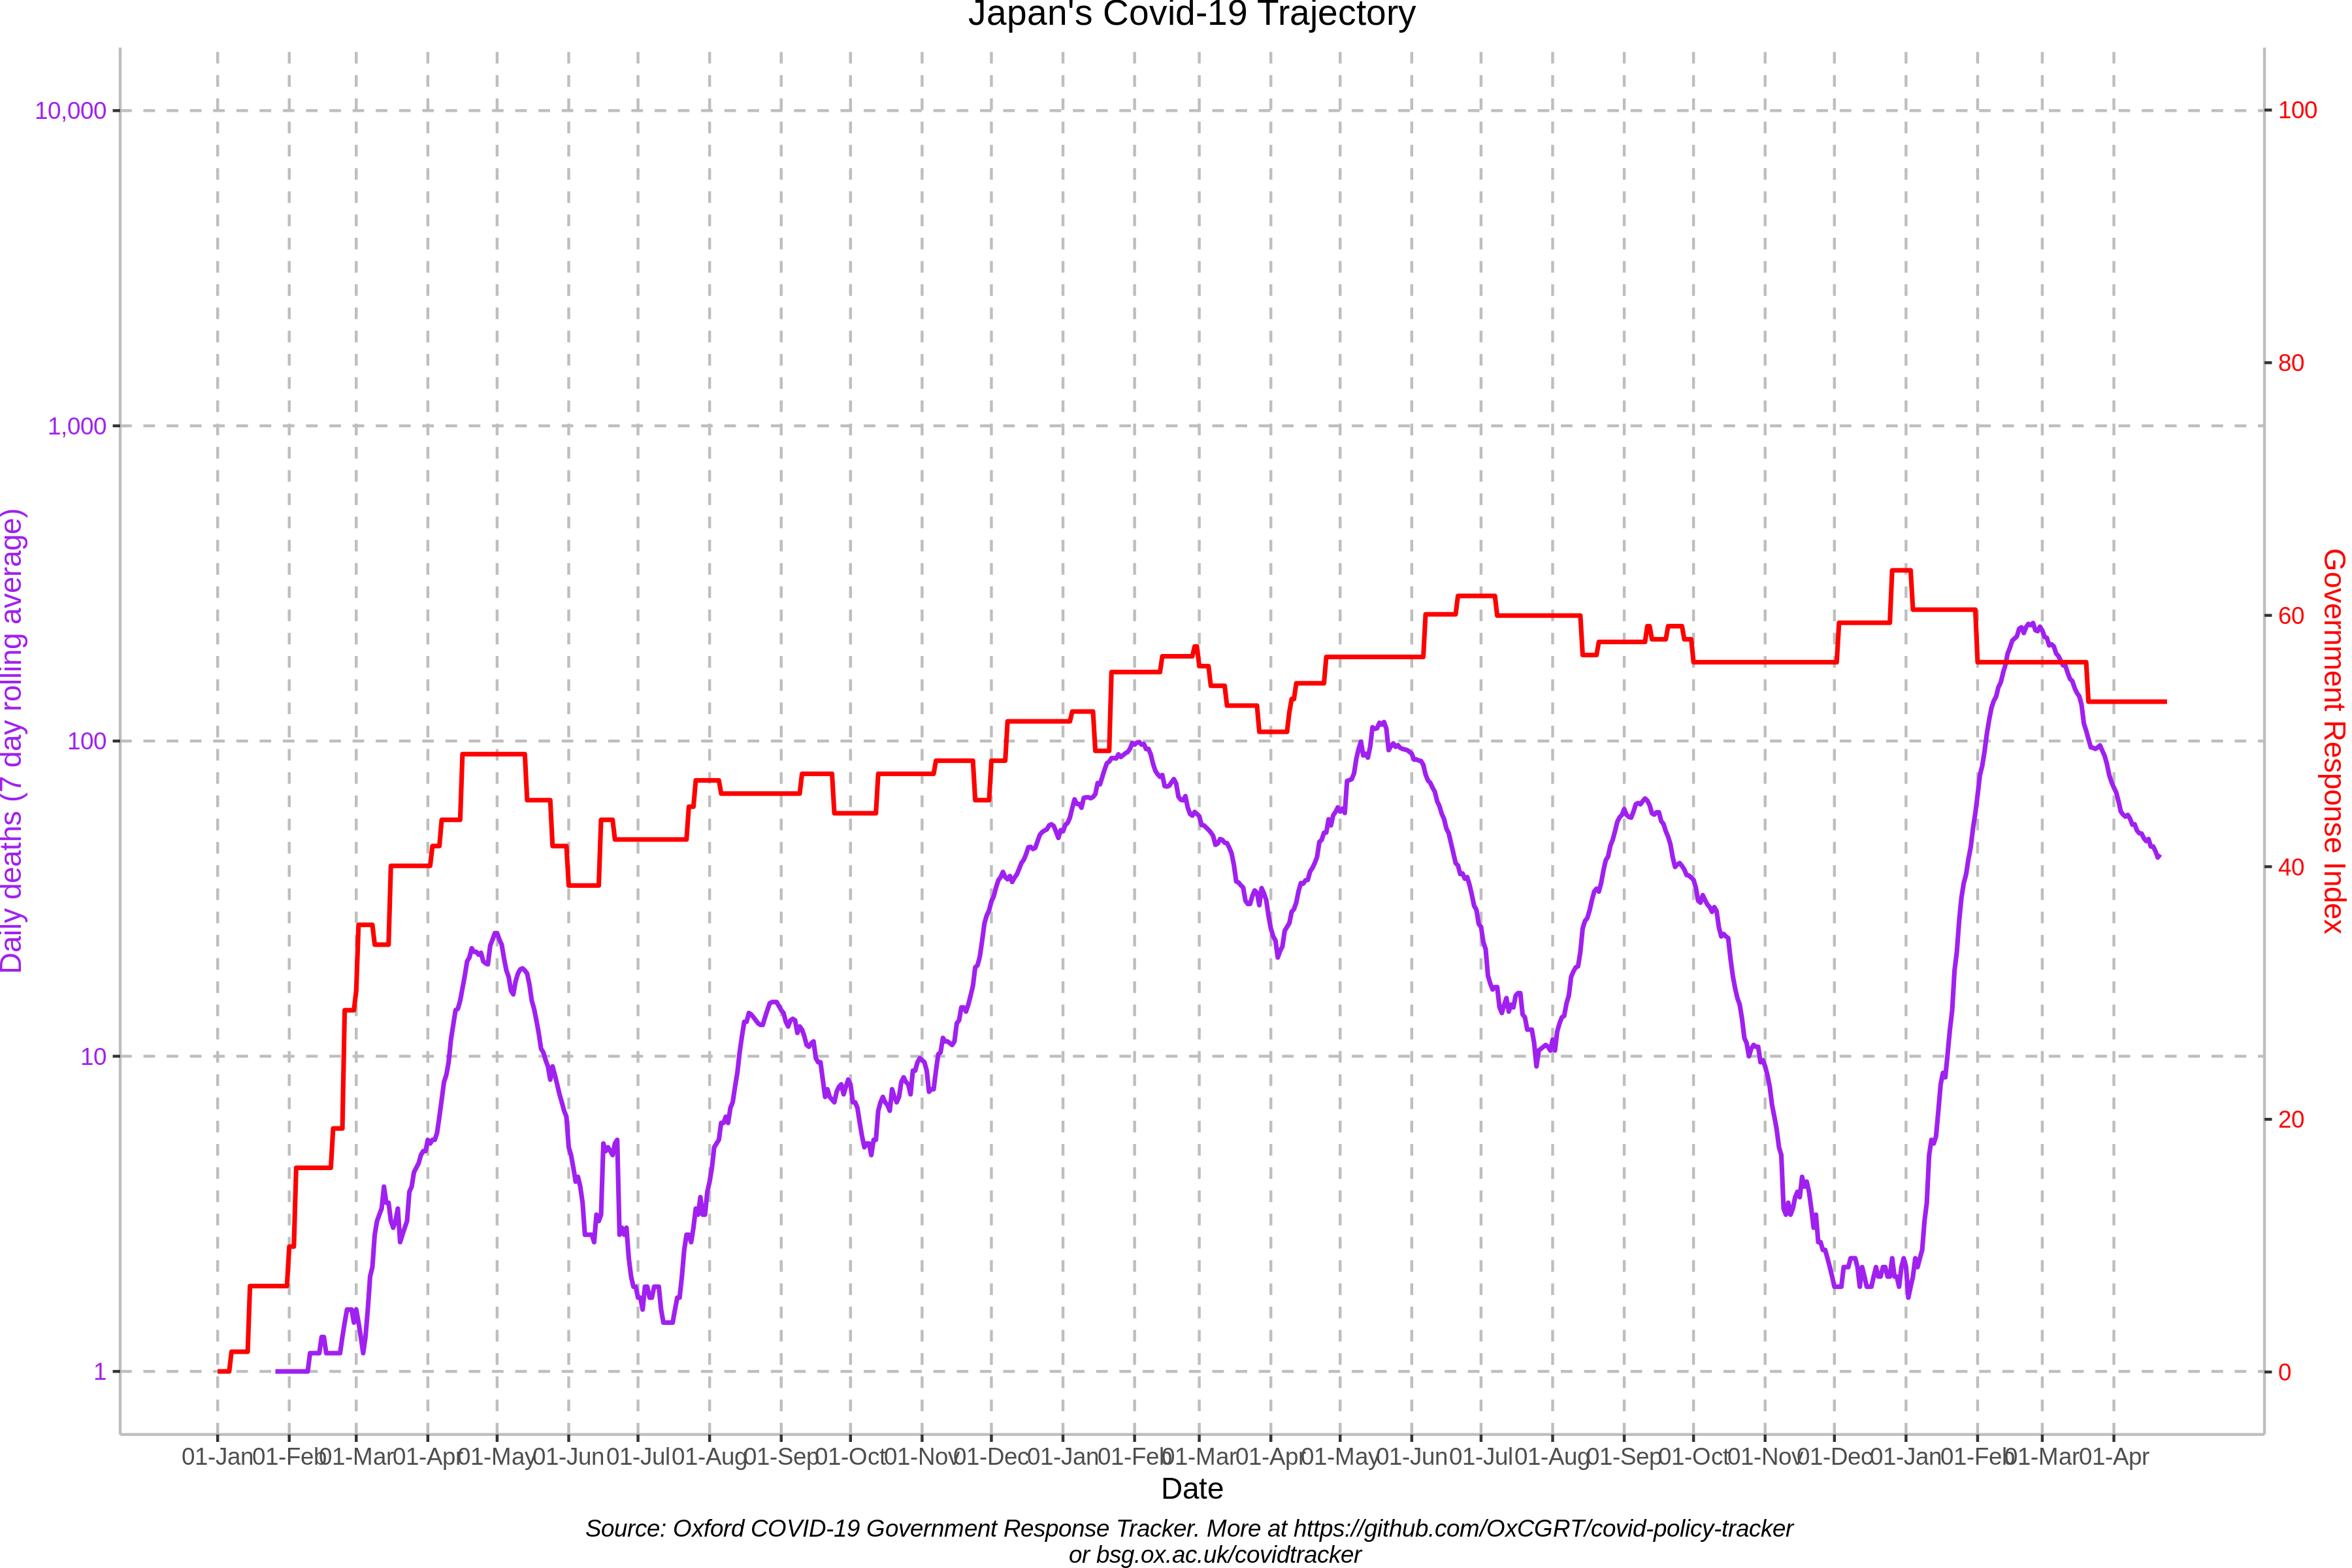 Japan's Covid-19 Trajectory
10,000
1,000
100
10
1
Daily deaths (7 day rolling average)
100
80
60
40
20
0
Government Response Index
01-Jan 01-Feb 01-Mar 01-Apr 01-May 01-Jun 01-Jul 01-Aug 01-Sep 01-Oct 01-Nov 01-Dec 01-Jan 01-Feb 01-Mar 01-Apr 01-May 01-Jun 01-Jul 01-Aug 01-Sep 01-Oct 01-Nov 01-Dec 01-Jan 01-Feb 01-Mar 01-Apr
Date
Source: Oxford COVID-19 Government Response Tracker. More at https://github.com/OxCGRT/covid-policy-tracker
or bsg.ox.ac.uk/covidtracker